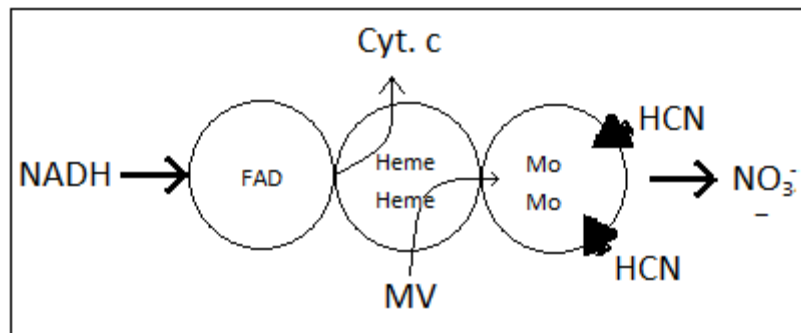 Cyt. c
HCN
NADH
FAD
Heme
Heme
Mo
Mo
NO₃⁻
–
HCN
MV